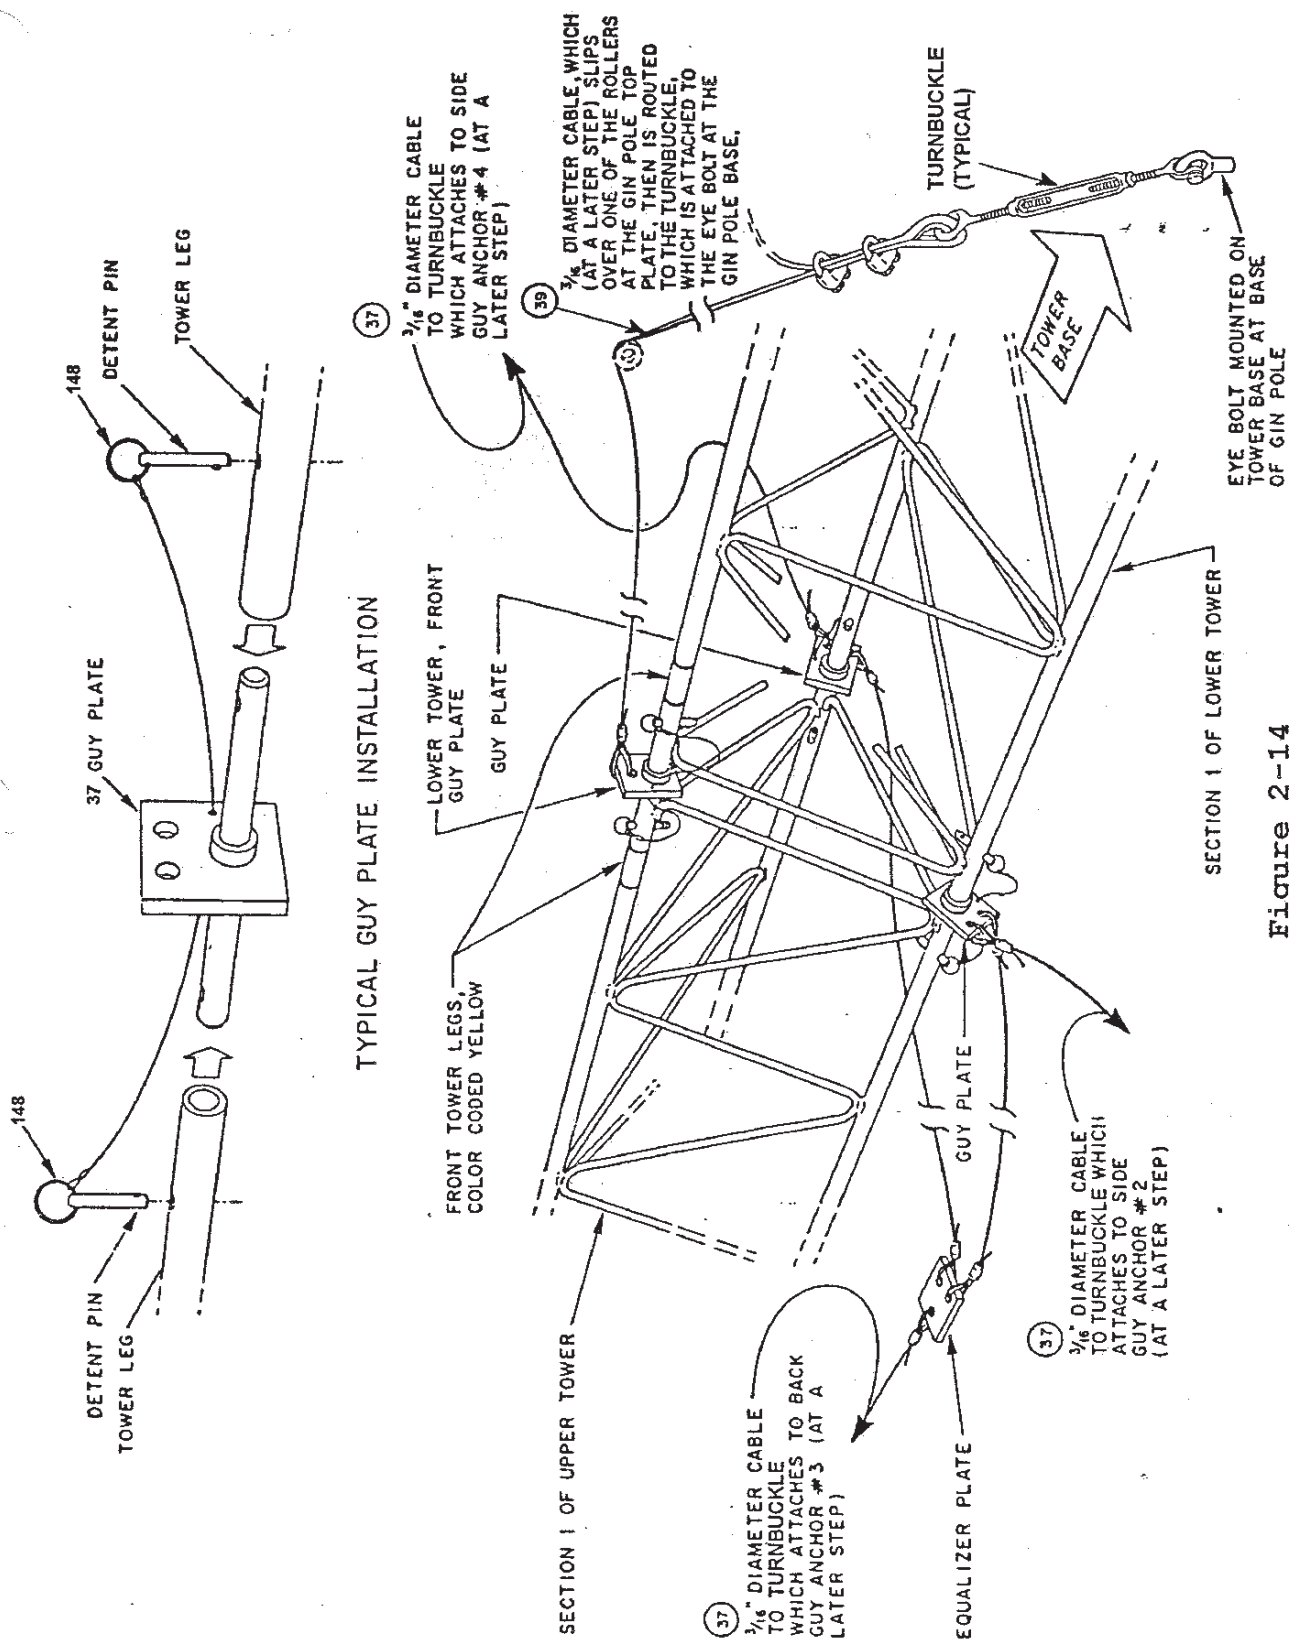 148
DETENT PIN
TOWER LEG
37 GUY PLATE
148
DETENT PIN
TOWER LEG
TYPICAL GUY PLATE INSTALLATION
37
3/16" DIAMETER CABLE
TO TURNBUCKLE
WHICH ATTACHES TO SIDE
GUY ANCHOR #4 (AT A
LATER STEP)
39
3/16 DIAMETER CABLE, WHICH
(AT A LATER STEP) SLIPS
OVER ONE OF THE ROLLERS
AT THE GIN POLE TOP
PLATE, THEN IS ROUTED
TO THE TURNBUCKLE,
WHICH IS ATTACHED TO
THE EYE BOLT AT THE
GIN POLE BASE.
LOWER TOWER, FRONT
GUY PLATE
GUY PLATE
FRONT TOWER LEGS,
COLOR CODED YELLOW
TURNBUCKLE
(TYPICAL)
TOWER
BASE
EYE BOLT MOUNTED ON
TOWER BASE AT BASE
OF GIN POLE
SECTION 1 OF UPPER TOWER
SECTION 1 OF LOWER TOWER
GUY PLATE
37
3/16" DIAMETER CABLE
TO TURNBUCKLE
WHICH ATTACHES TO BACK
GUY ANCHOR #3 (AT A
LATER STEP)
EQUALIZER PLATE
37
3/16" DIAMETER CABLE
TO TURNBUCKLE WHICH
ATTACHES TO SIDE
GUY ANCHOR #2
(AT A LATER STEP)
Figure 2-14